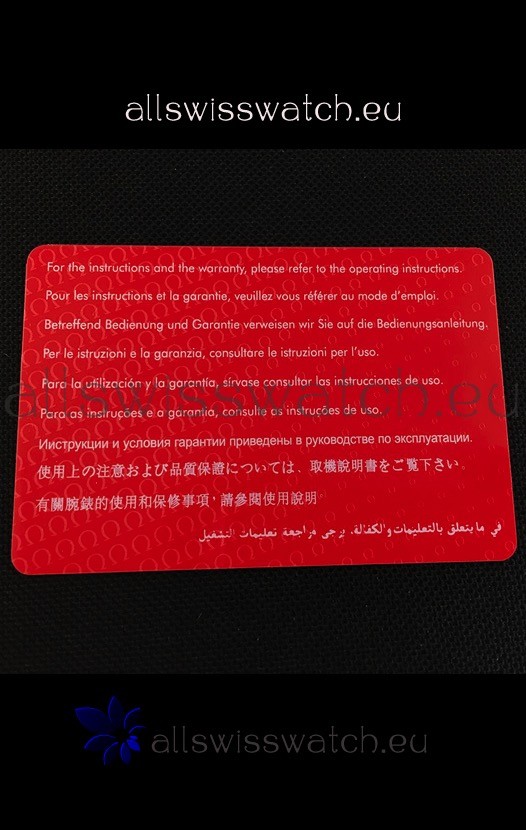 allswisswatch.eu
For the instructions and the warranty, please refer to the operating instructions.
Pour les instructions et la garantie, veuillez vous référer au mode d'emploi.
Betreffend Bedienung und Garantie verweisen wir Sie auf die Bedienungsanleitung.
Per le istruzioni e la garanzia, consultare le istruzioni per l'uso.
Para la utilización y la garantía, sirvase consultar las instrucciones de uso.
allswisswatch.eu
Para as instruções e a garantia, consulte as instruções de uso.
Инструкции и условия гарантии приведены в руководстве по эксплуатации.
使用上の注意および品質保證については、取機說明書をご覽下さい。
有關腕錶的使用和保修事項，請參閱使用說明。
في ما يتعلق بالتعليمات والكفالة، يرجى مراجعة تعليمات التشغيل
allswisswatch.eu